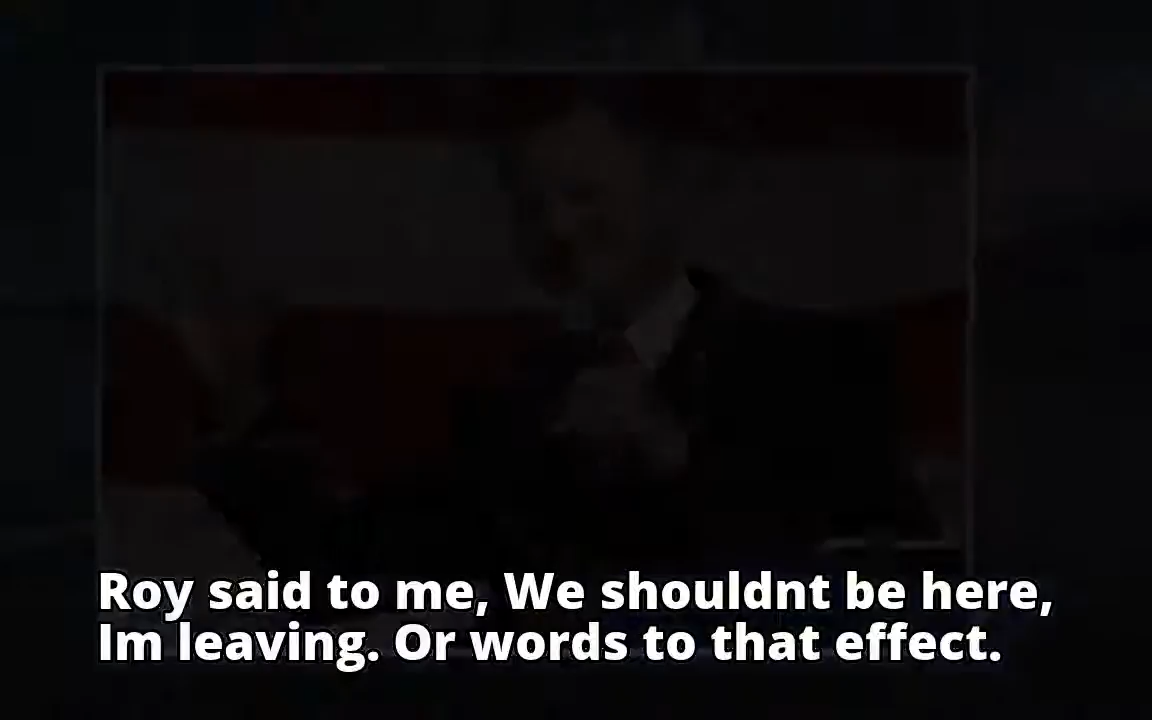 Roy said to me, We shouldnt be here,
Im leaving. Or words to that effect.